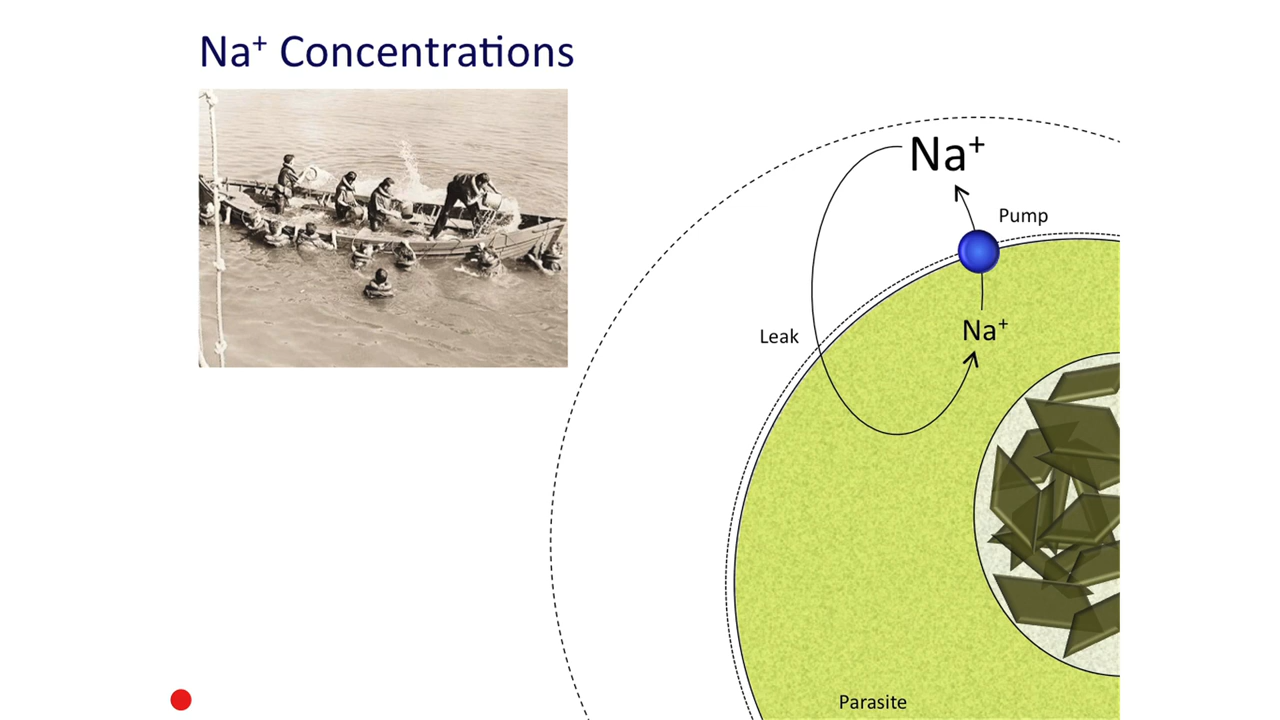 Na⁺ Concentrations
Na⁺
Pump
Na⁺
Leak
Parasite